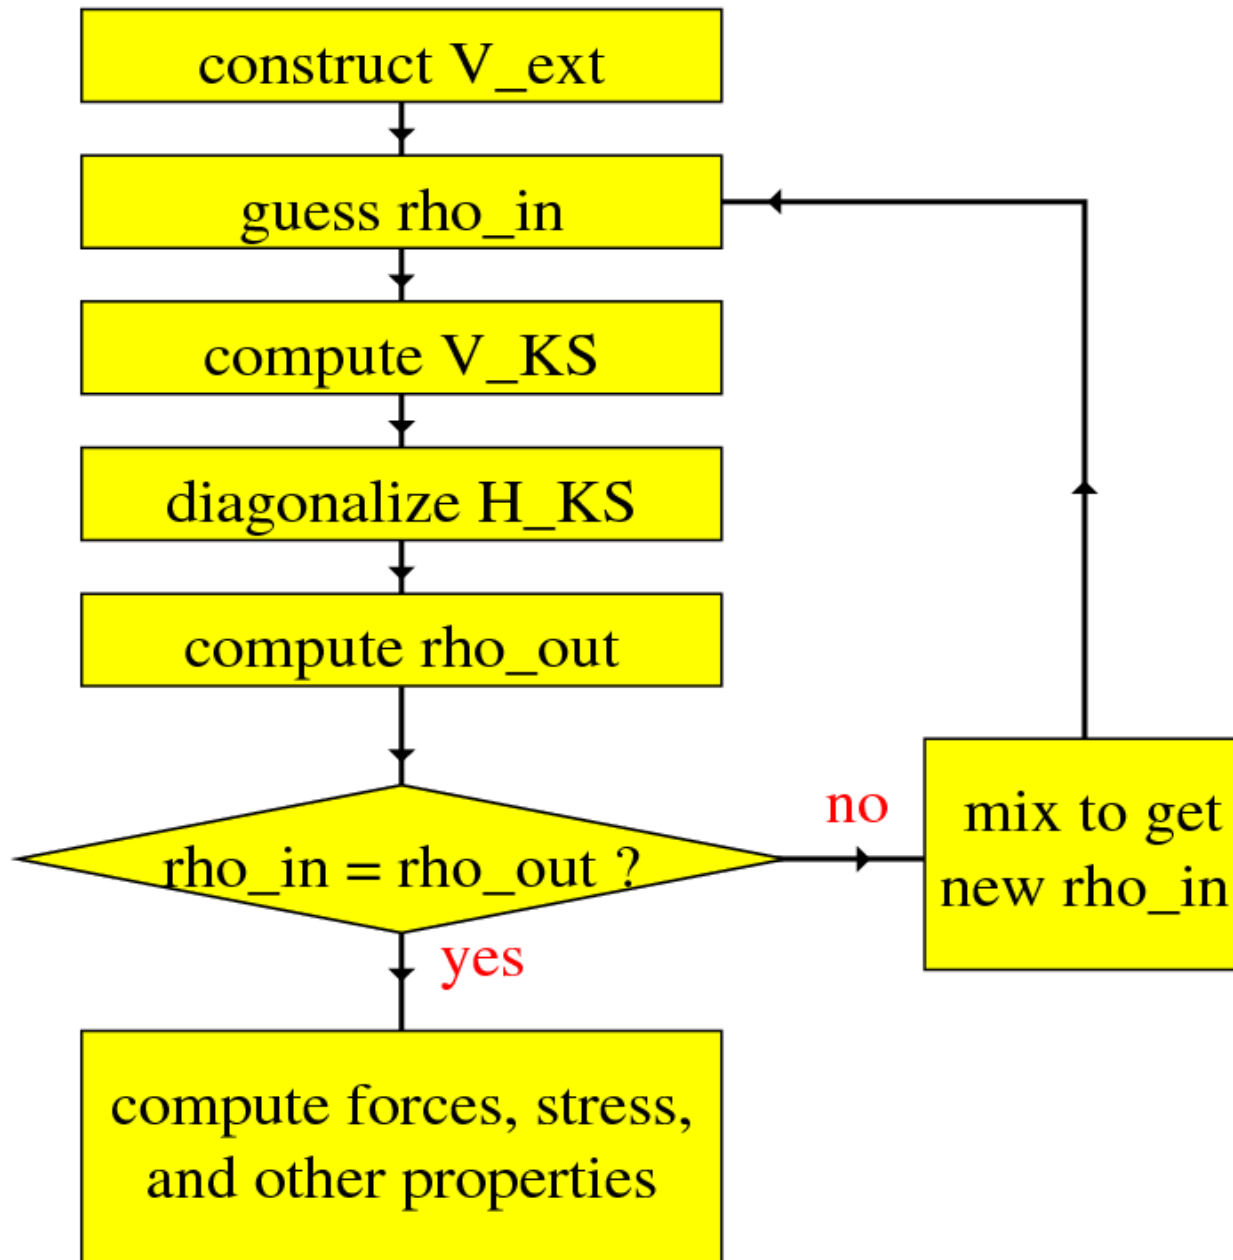 construct V_ext
guess rho_in
compute V_KS
diagonalize H_KS
compute rho_out
rho_in = rho_out ?
no
mix to get
new rho_in
yes
compute forces, stress,
and other properties